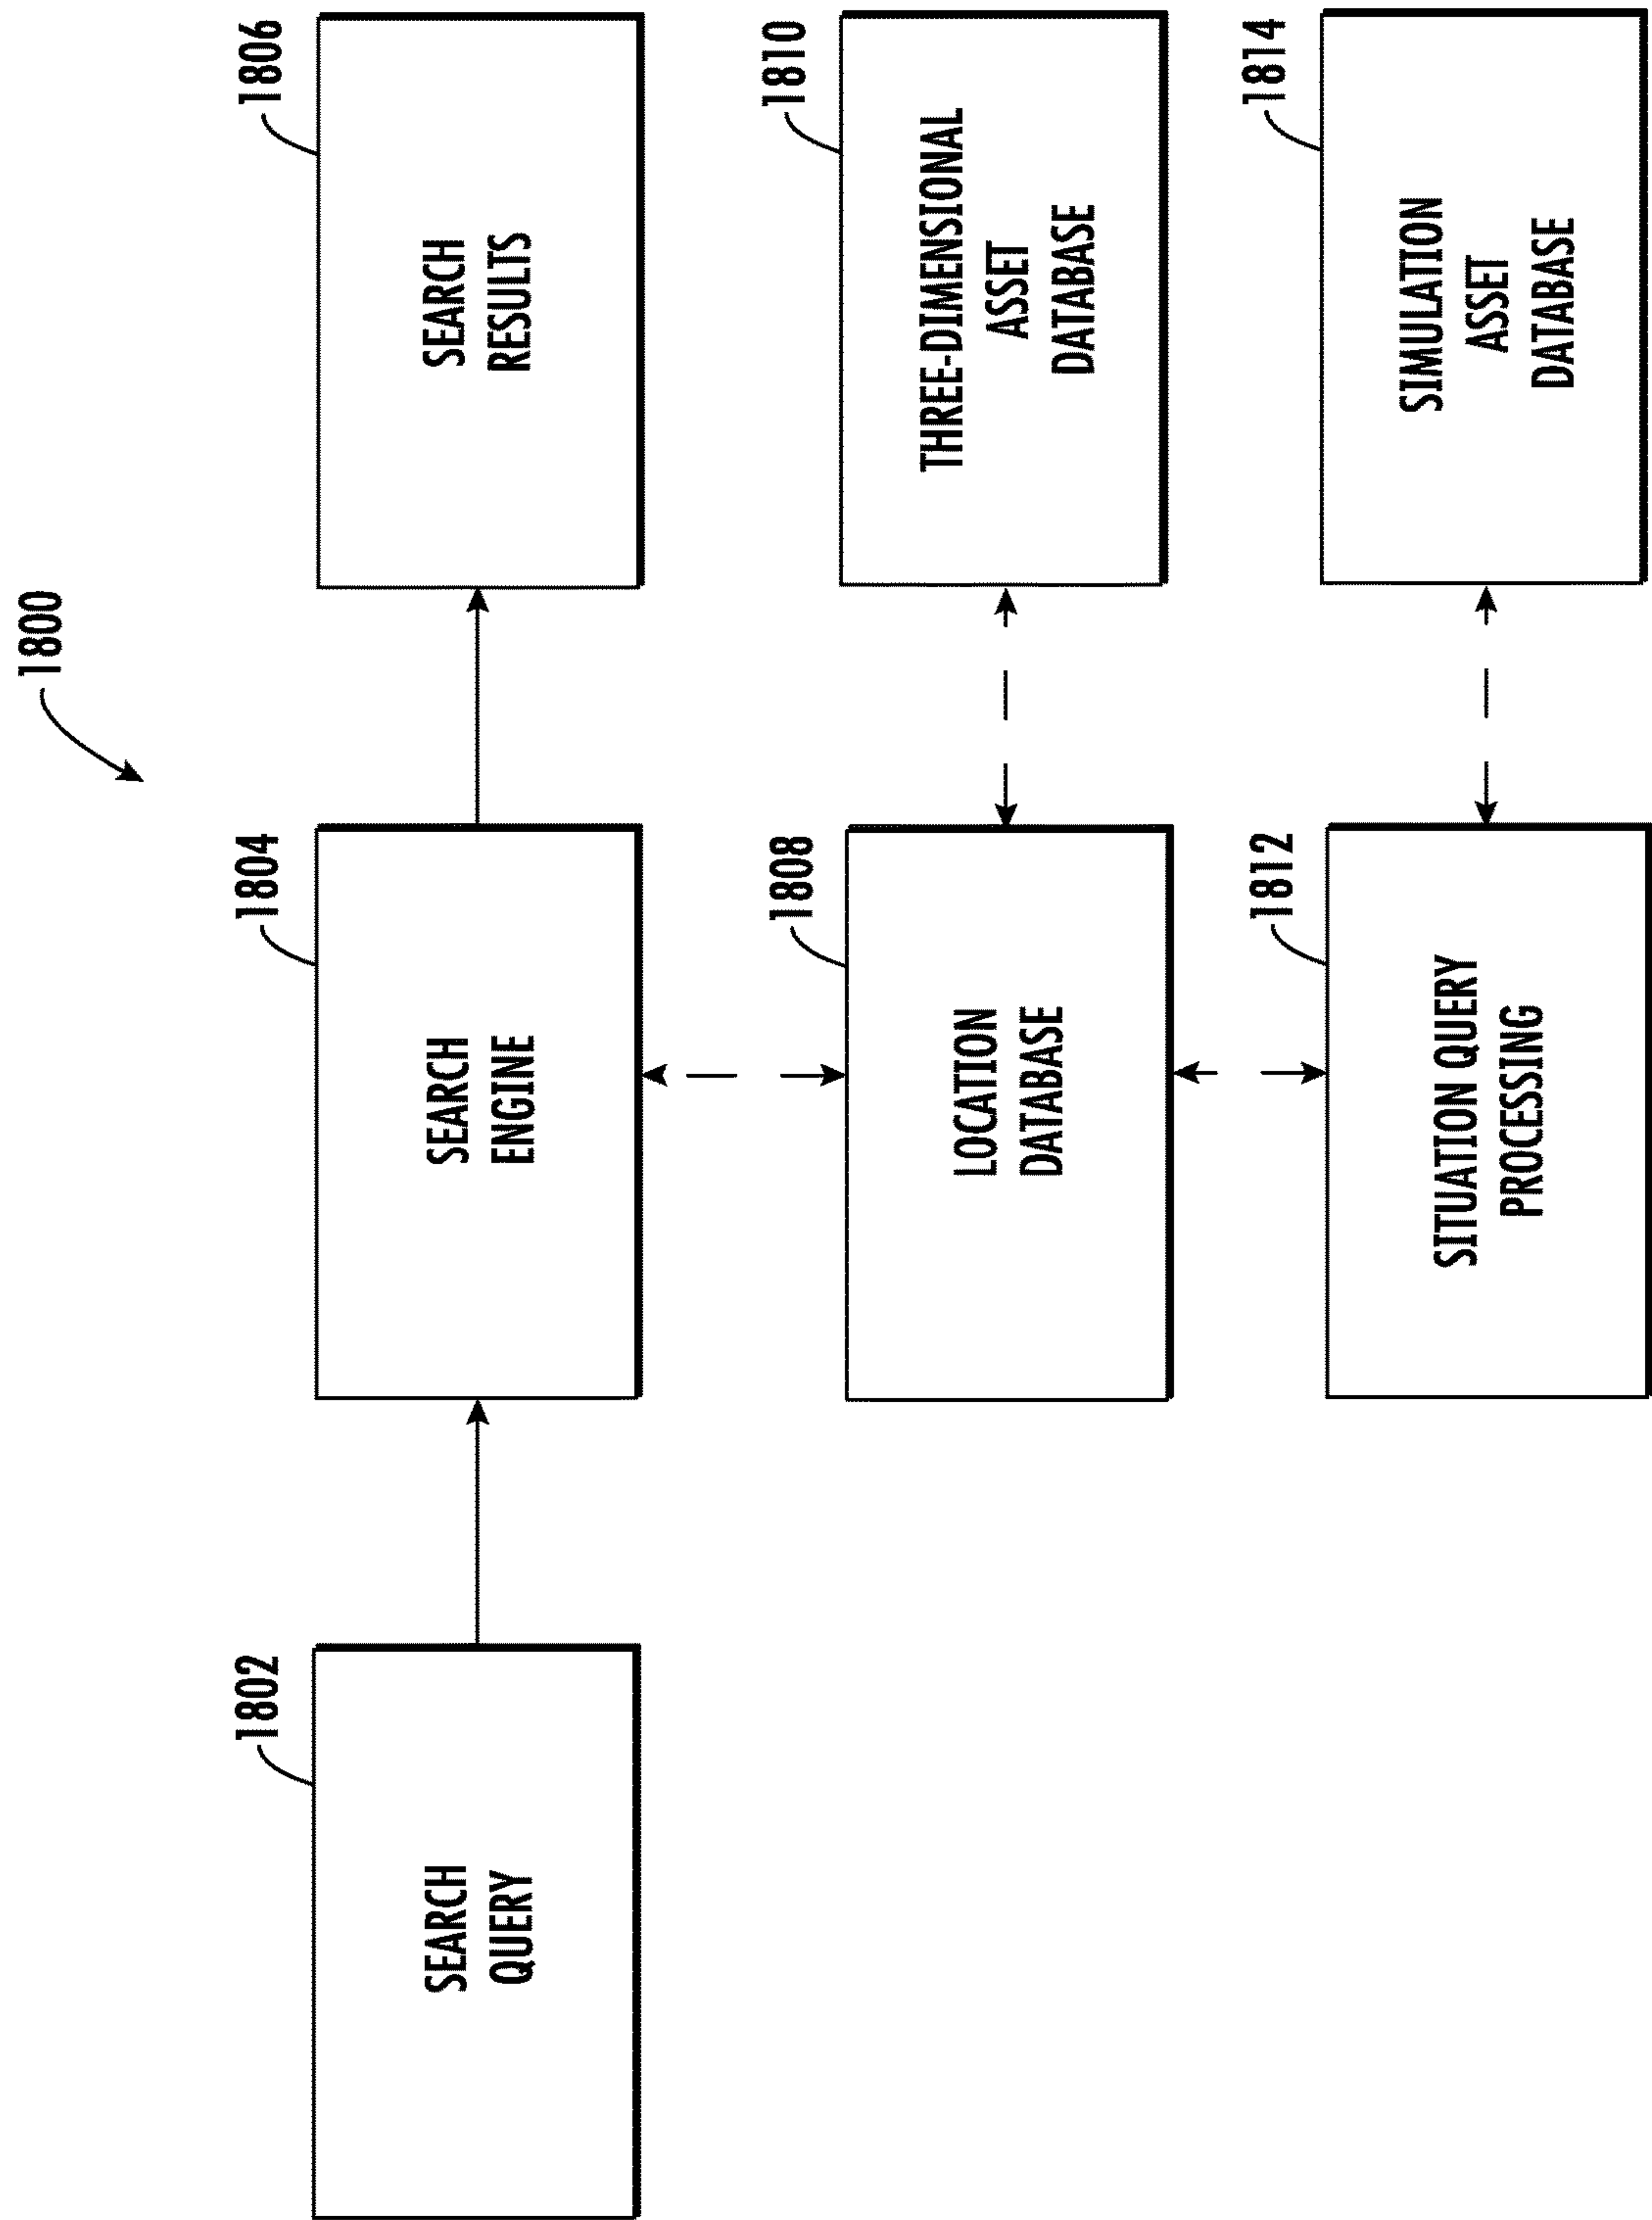 1800
1802
SEARCH
QUERY
1804
SEARCH
ENGINE
1806
SEARCH
RESULTS
1808
LOCATION
DATABASE
1810
THREE-DIMENSIONAL
ASSET
DATABASE
1812
SITUATION QUERY
PROCESSING
1814
SIMULATION
ASSET
DATABASE